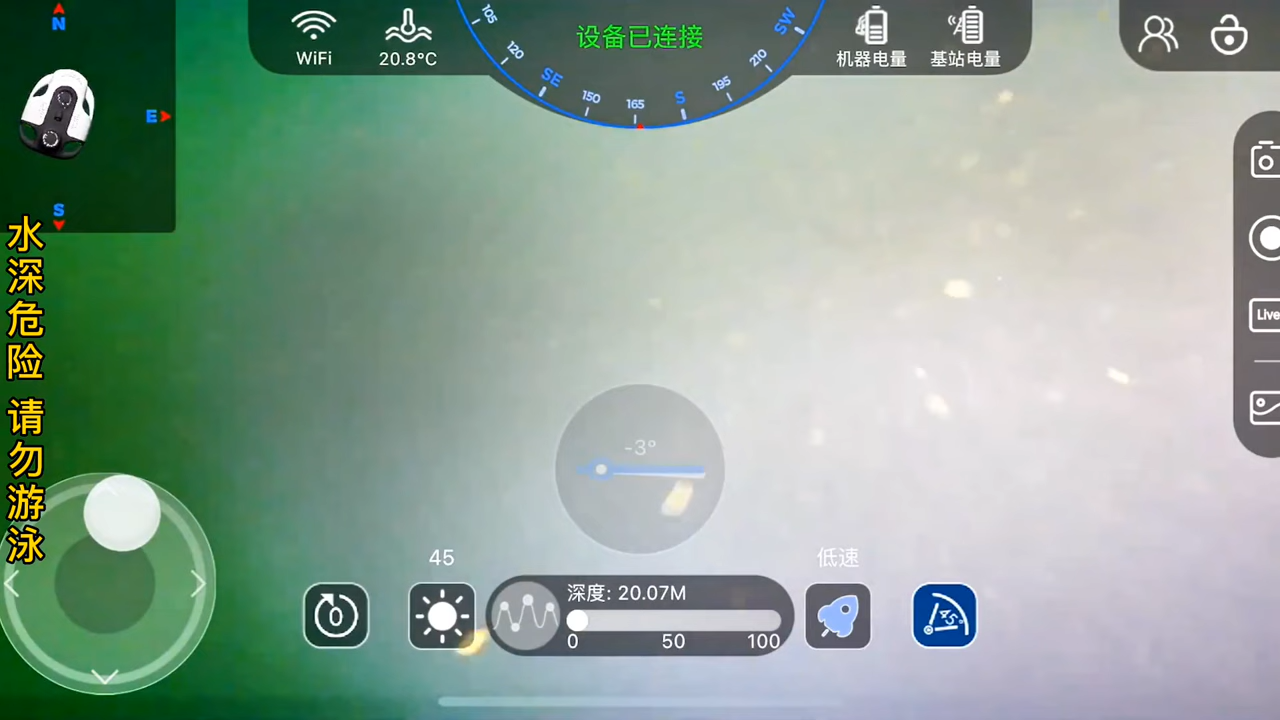 N
E
S
WiFi
20.8°C
105
120
SE
150
165
S
195
210
SW
设备已连接
机器电量
基站电量
Live
水深危险 请勿游泳
-3°
45
低速
0
深度: 20.07M
0
50
100
45°